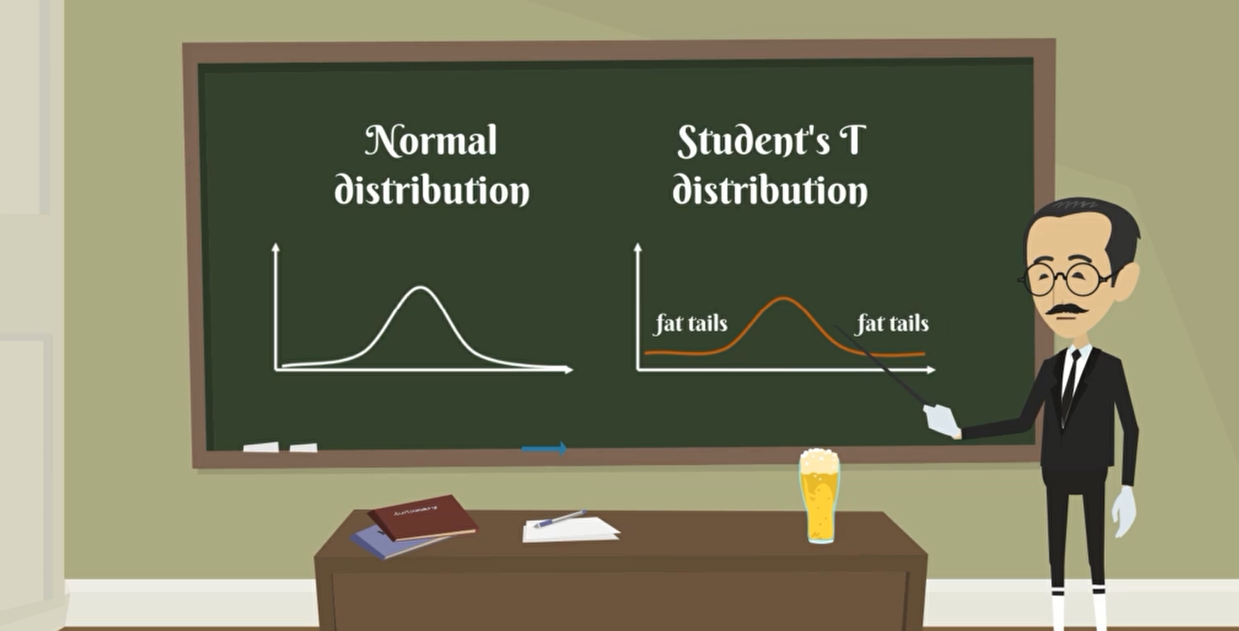 Normal
distribution
Student's T
distribution
fat tails
fat tails